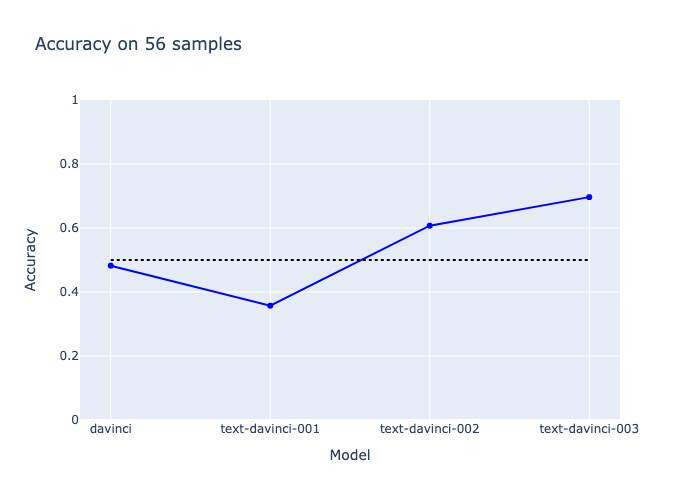 Accuracy on 56 samples
1
0.8
0.6
0.4
0.2
0
Accuracy
davinci
text-davinci-001
text-davinci-002
text-davinci-003
Model